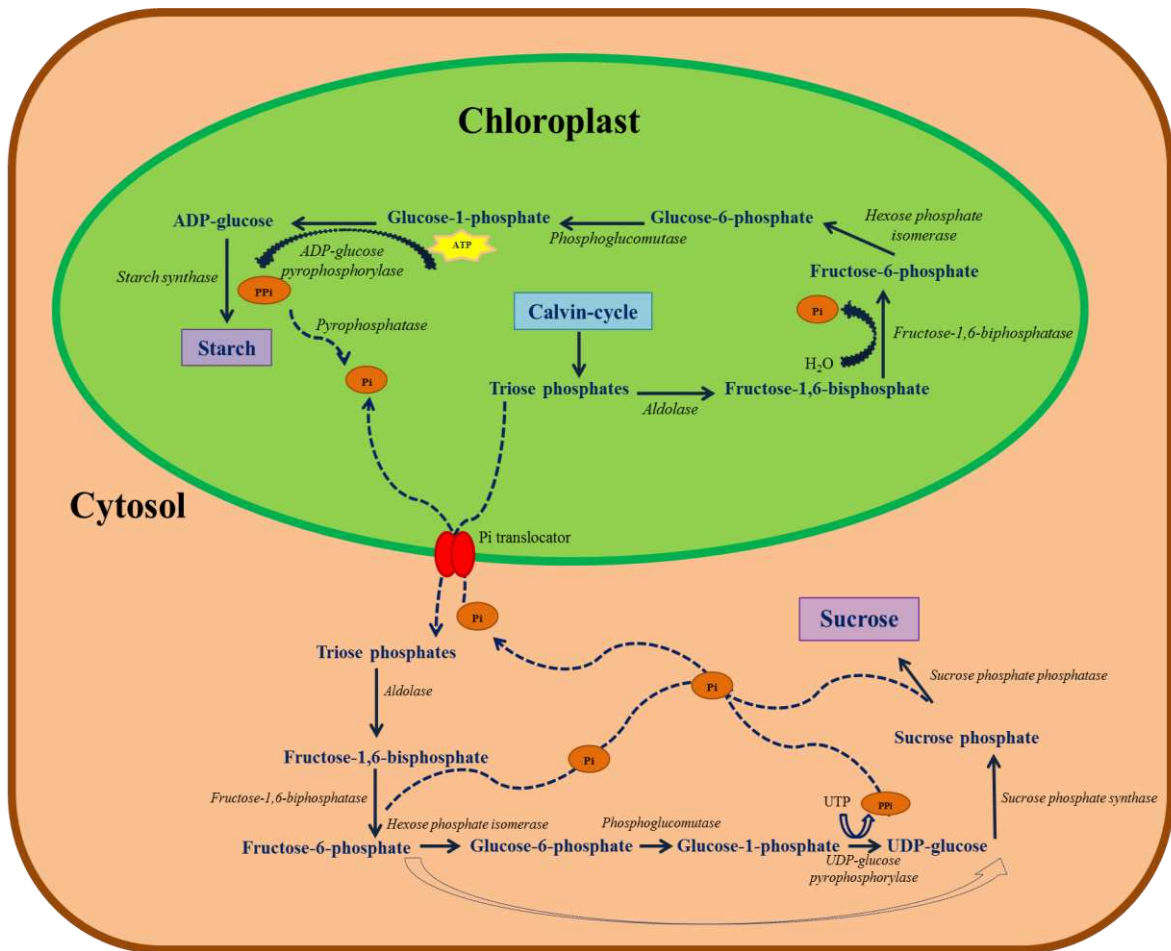 Chloroplast
ADP-glucose
Glucose-1-phosphate
Glucose-6-phosphate
Hexose phosphate
isomerase
Phosphoglucomutase
ATP
ADP-glucose
pyrophosphorylase
Starch synthase
PPi
Fructose-6-phosphate
Pyrophosphatase
Calvin-cycle
Pi
Fructose-1,6-biphosphatase
Starch
H2O
Pi
Triose phosphates
Aldolase
Fructose-1,6-bisphosphate
Cytosol
Pi translocator
Pi
Sucrose
Triose phosphates
Sucrose phosphate phosphatase
Pi
Aldolase
Sucrose phosphate
Fructose-1,6-bisphosphate
Pi
Fructose-1,6-biphosphatase
UTP
PPi
Sucrose phosphate synthase
Hexose phosphate isomerase
Phosphoglucomutase
Fructose-6-phosphate
Glucose-6-phosphate
Glucose-1-phosphate
UDP-glucose
UDP-glucose
pyrophosphorylase